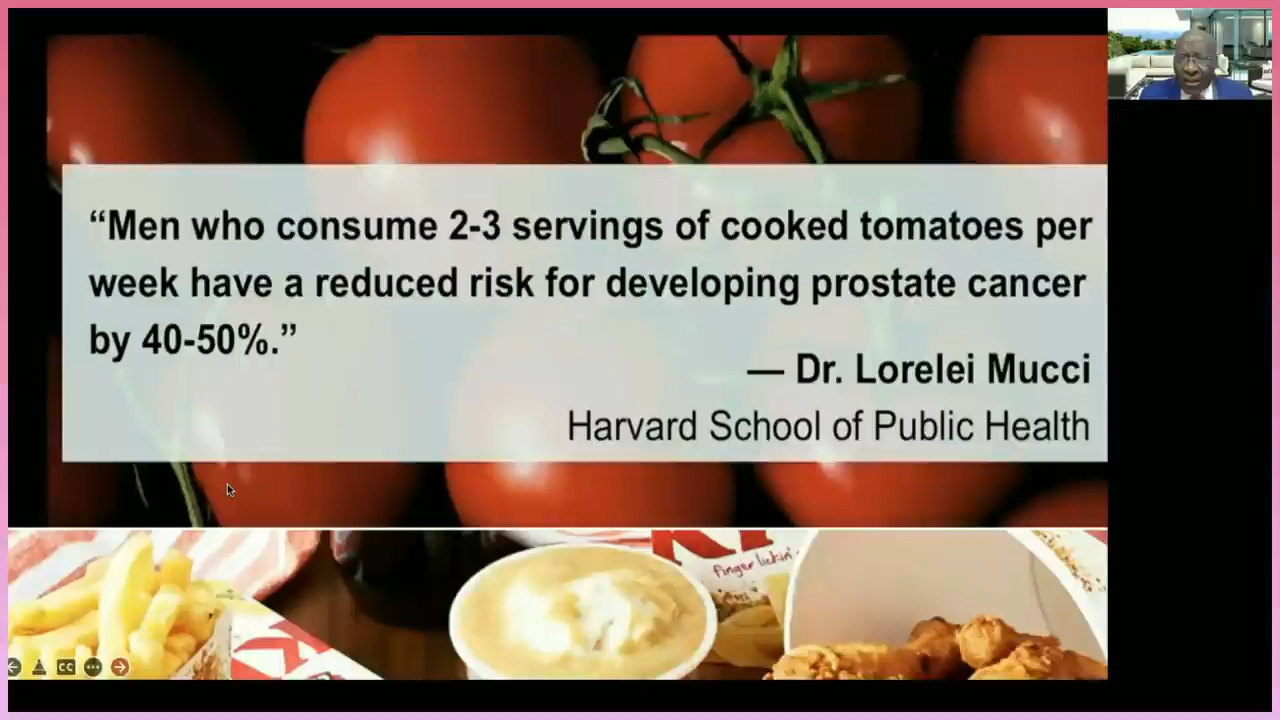 “Men who consume 2-3 servings of cooked tomatoes per
week have a reduced risk for developing prostate cancer
by 40-50%.”
— Dr. Lorelei Mucci
Harvard School of Public Health
finger lickin'
CC